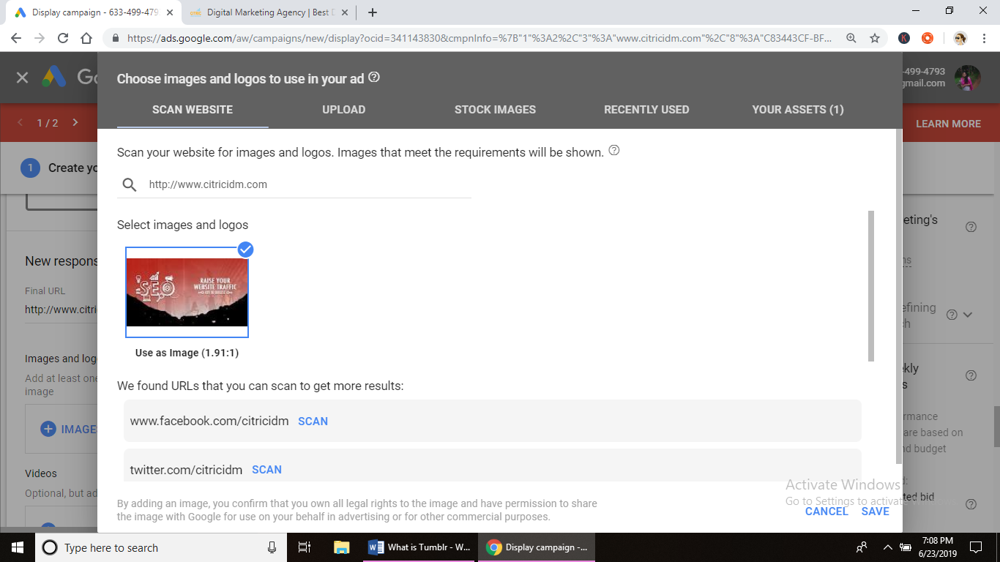 Display campaign - 633-499-479
Digital Marketing Agency | Best D
https://ads.google.com/aw/campaigns/new/display?ocid=341143830&cmpnInfo=%7B"1"%3A2%2C"3"%3A"www.citricidm.com"%2C"8"%3A"C83443CF-BF...
Choose images and logos to use in your ad
-499-4793
gmail.com
SCAN WEBSITE UPLOAD STOCK IMAGES RECENTLY USED YOUR ASSETS (1)
1 / 2
LEARN MORE
Scan your website for images and logos. Images that meet the requirements will be shown.
1 Create yo
http://www.citricidm.com
Select images and logos
eting's
New respons
ns
SEO
RAISE YOUR
WEBSITE TRAFFIC
Final URL
http://www.citri
efining
ch
Use as Image (1.91:1)
Images and log
Add at least one
image
ekly
s
We found URLs that you can scan to get more results:
www.facebook.com/citricidm SCAN
IMAGE
rmance
are based on
nd budget
twitter.com/citricidm SCAN
Videos
Optional, but ad
d:
ted bid
Activate Windows
Go to Settings to activate Windows.
By adding an image, you confirm that you own all legal rights to the image and have permission to share
the image with Google for use on your behalf in advertising or for other commercial purposes.
CANCEL SAVE
Type here to search
What is Tumblr - W...
Display campaign -...
7:08 PM
6/23/2019